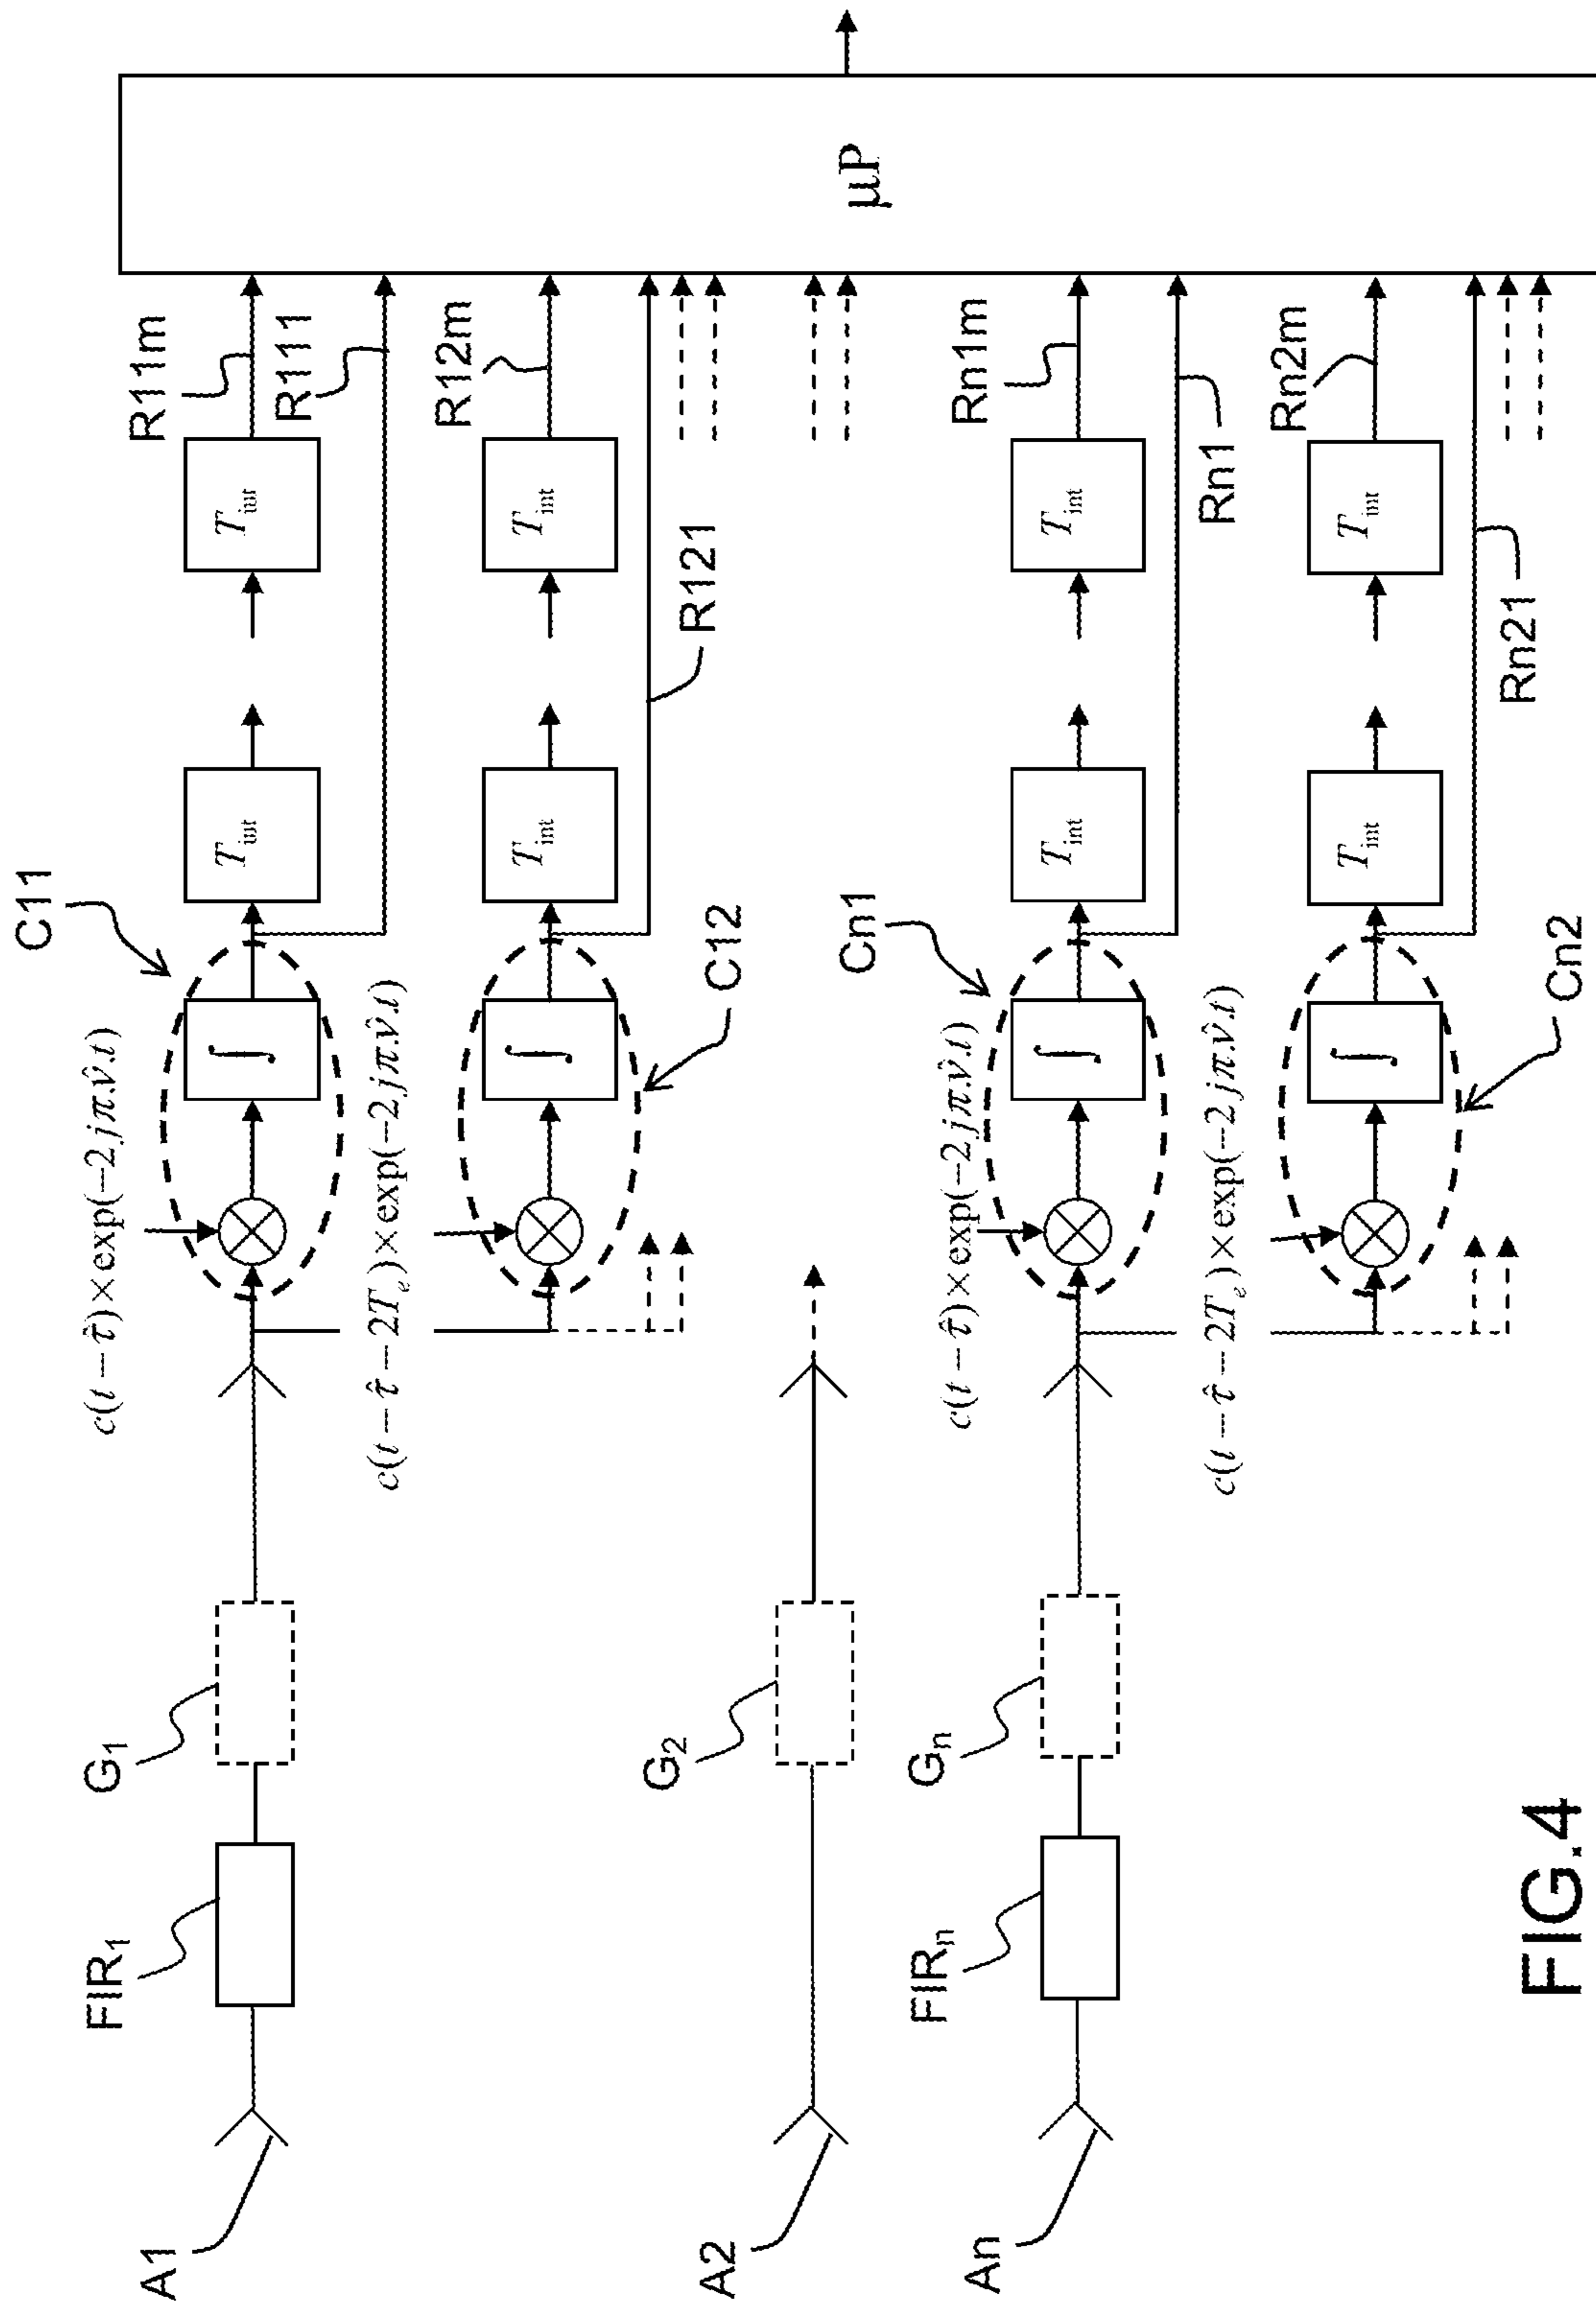 A1
FIR₁
G₁
c(t−τ̂)×exp(−2jπ.ν̂.t)
C11
∫
T_int
T_int
R11m
R111
c(t−τ̂−2T_e)×exp(−2jπ.ν̂.t)
C12
∫
T_int
T_int
R12m
R121
A2
G₂
An
FIRₙ
Gₙ
c(t−τ̂)×exp(−2jπ.ν̂.t)
Cn1
∫
T_int
T_int
Rn1m
Rn1
c(t−τ̂−2T_e)×exp(−2jπ.ν̂.t)
Cn2
∫
T_int
T_int
Rn2m
Rn21
μP
FIG.4